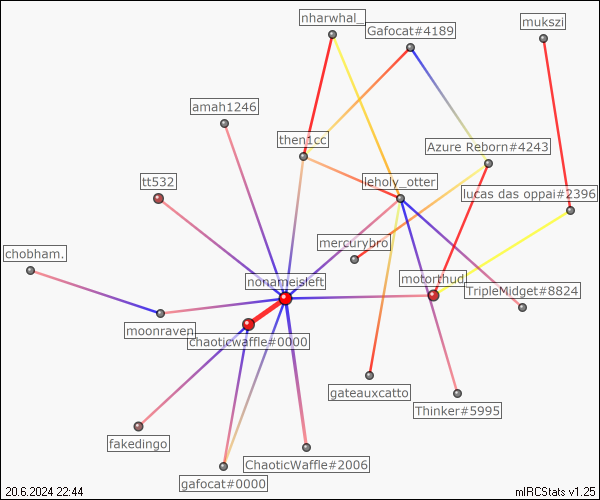 nharwhal_
Gafocat#4189
mukszi
amah1246
then1cc
Azure Reborn#4243
tt532
leholy_otter
lucas das oppai#2396
mercurybro
chobham.
nonameisleft
motorthud
TripleMidget#8824
moonraven
chaoticwaffle#0000
gateauxcatto
Thinker#5995
fakedingo
ChaoticWaffle#2006
gafocat#0000
20.6.2024 22:44
mIRCStats v1.25